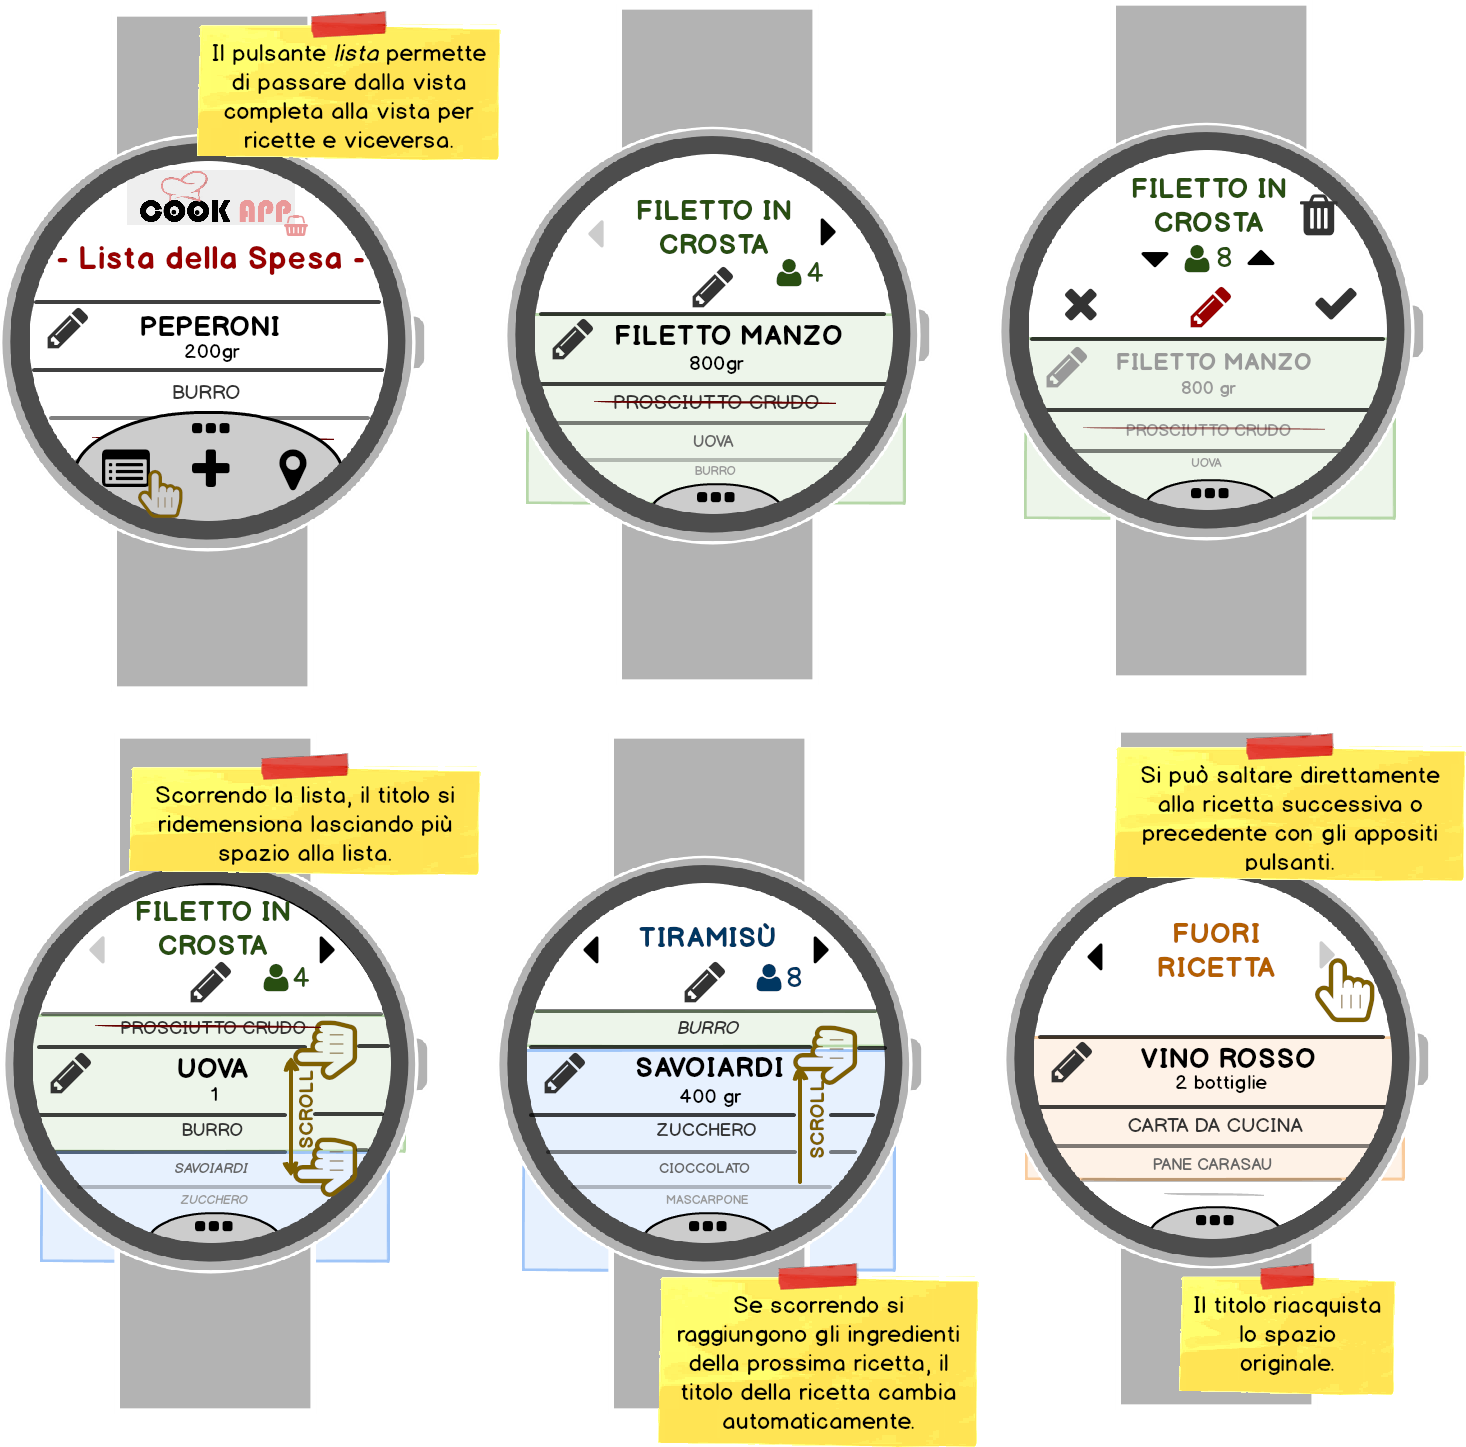 Il pulsante lista permette
di passare dalla vista
completa alla vista per
ricette e viceversa.
COOK APP
- Lista della Spesa -
PEPERONI
200gr
BURRO
FILETTO IN
CROSTA
4
FILETTO MANZO
800gr
PROSCIUTTO CRUDO
UOVA
BURRO
FILETTO IN
CROSTA
8
FILETTO MANZO
800 gr
PROSCIUTTO CRUDO
UOVA
Scorrendo la lista, il titolo si
ridemensiona lasciando più
spazio alla lista.
FILETTO IN
CROSTA
4
PROSCIUTTO CRUDO
UOVA
1
BURRO
SAVOIARDI
ZUCCHERO
SCROLL
TIRAMISÙ
8
BURRO
SAVOIARDI
400 gr
ZUCCHERO
CIOCCOLATO
MASCARPONE
SCROLL
Se scorrendo si
raggiungono gli ingredienti
della prossima ricetta, il
titolo della ricetta cambia
automaticamente.
Si può saltare direttamente
alla ricetta successiva o
precedente con gli appositi
pulsanti.
FUORI
RICETTA
VINO ROSSO
2 bottiglie
CARTA DA CUCINA
PANE CARASAU
Il titolo riacquista
lo spazio
originale.